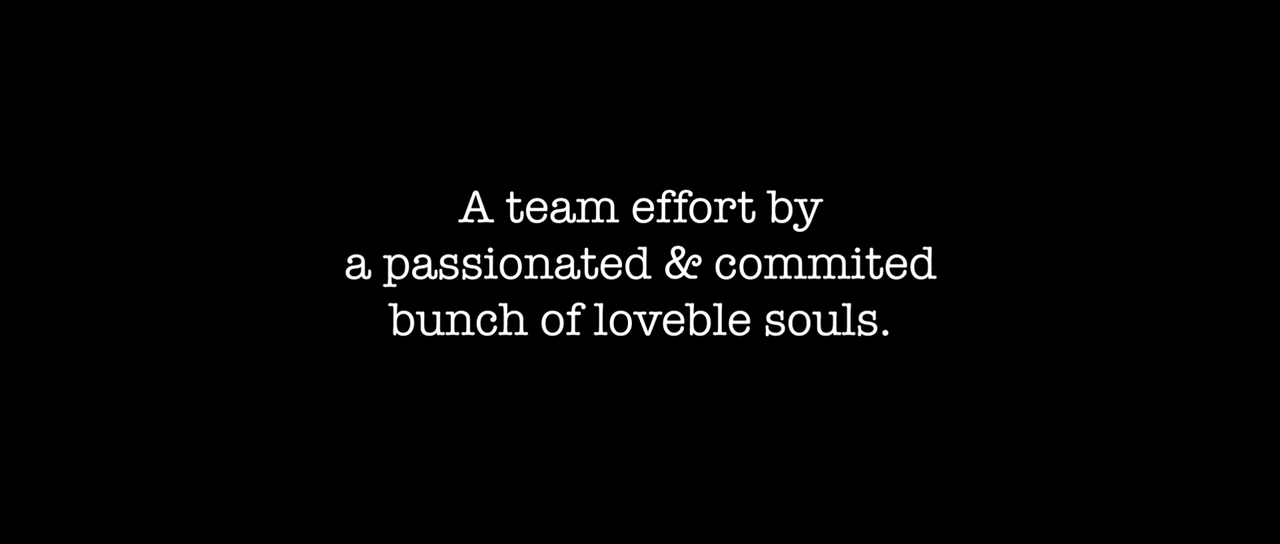 A team effort by
a passionated & commited
bunch of loveble souls.